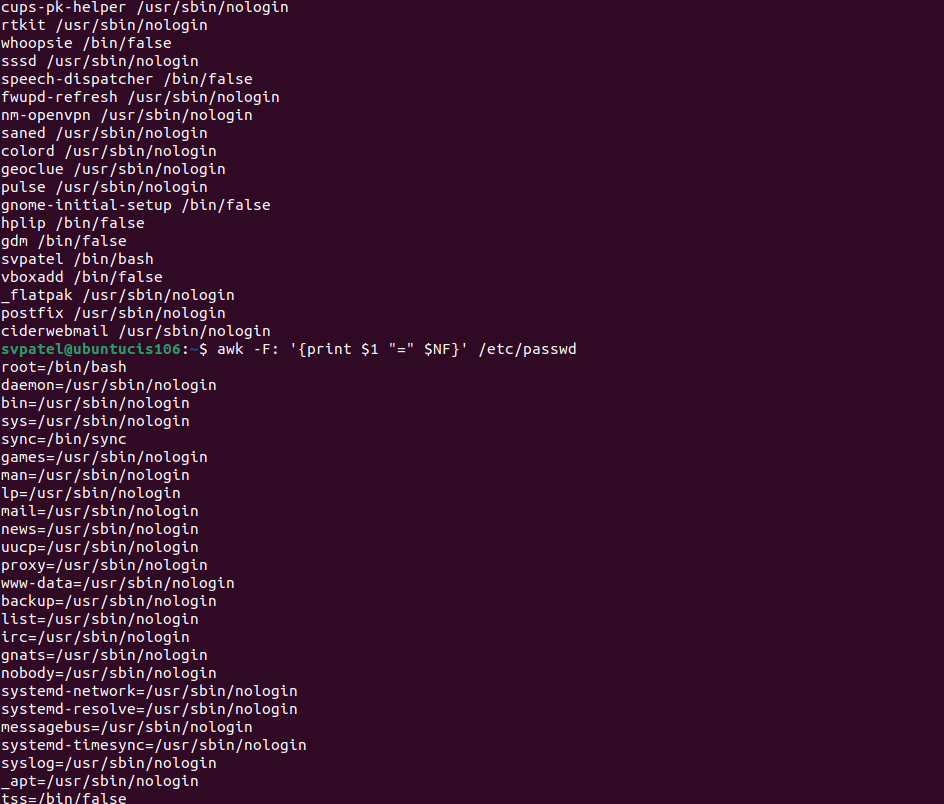 cups-pk-helper /usr/sbin/nologin
rtkit /usr/sbin/nologin
whoopsie /bin/false
sssd /usr/sbin/nologin
speech-dispatcher /bin/false
fwupd-refresh /usr/sbin/nologin
nm-openvpn /usr/sbin/nologin
saned /usr/sbin/nologin
colord /usr/sbin/nologin
geoclue /usr/sbin/nologin
pulse /usr/sbin/nologin
gnome-initial-setup /bin/false
hplip /bin/false
gdm /bin/false
svpatel /bin/bash
vboxadd /bin/false
_flatpak /usr/sbin/nologin
postfix /usr/sbin/nologin
ciderwebmail /usr/sbin/nologin
svpatel@ubuntucis106:~$ awk -F: '{print $1 "=" $NF}' /etc/passwd
root=/bin/bash
daemon=/usr/sbin/nologin
bin=/usr/sbin/nologin
sys=/usr/sbin/nologin
sync=/bin/sync
games=/usr/sbin/nologin
man=/usr/sbin/nologin
lp=/usr/sbin/nologin
mail=/usr/sbin/nologin
news=/usr/sbin/nologin
uucp=/usr/sbin/nologin
proxy=/usr/sbin/nologin
www-data=/usr/sbin/nologin
backup=/usr/sbin/nologin
list=/usr/sbin/nologin
irc=/usr/sbin/nologin
gnats=/usr/sbin/nologin
nobody=/usr/sbin/nologin
systemd-network=/usr/sbin/nologin
systemd-resolve=/usr/sbin/nologin
messagebus=/usr/sbin/nologin
systemd-timesync=/usr/sbin/nologin
syslog=/usr/sbin/nologin
_apt=/usr/sbin/nologin
tss=/bin/false